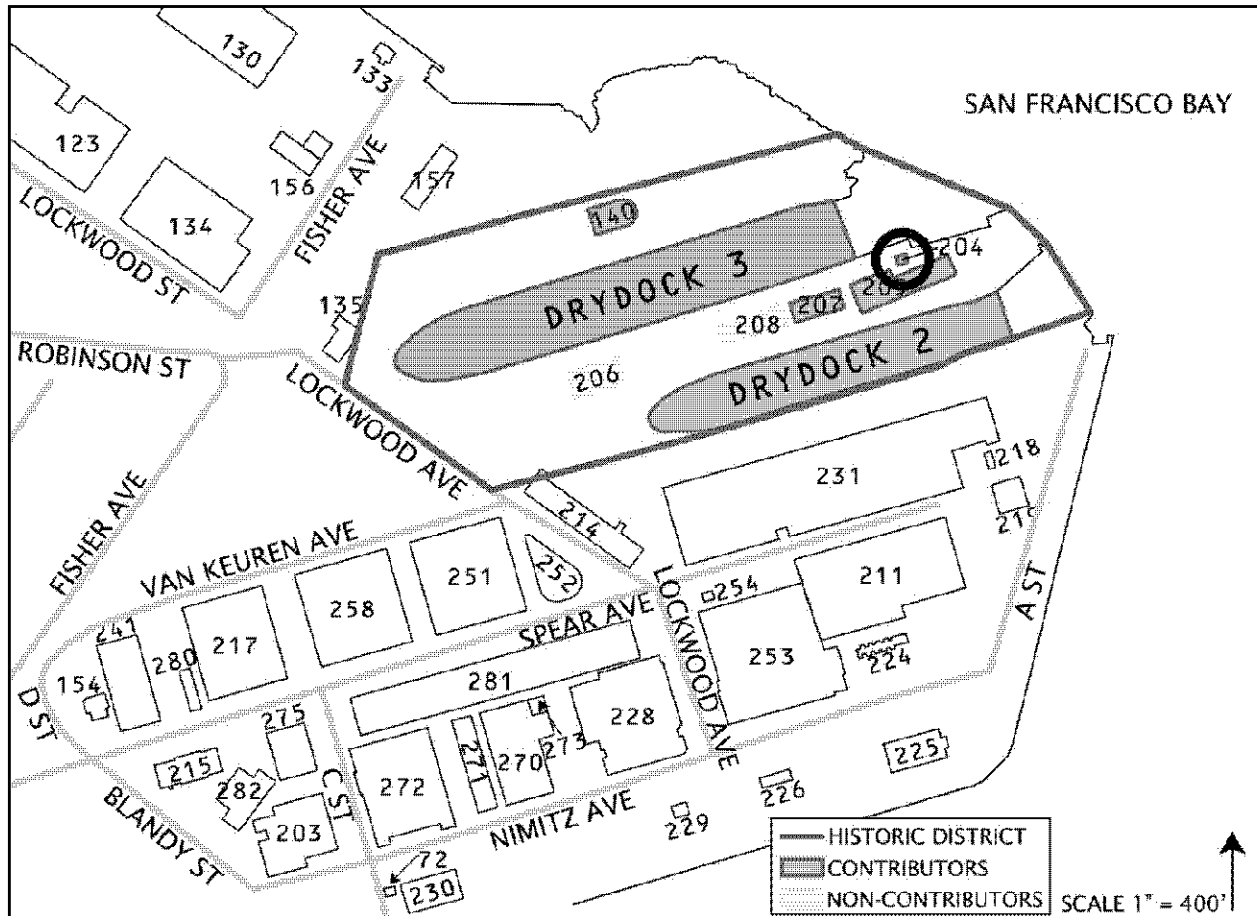 130
133
SAN FRANCISCO BAY
123
156
FISHER AVE
157
LOCKWOOD ST
134
140
135
DRYDOCK 3
204
208
207
ROBINSON ST
LOCKWOOD AVE
206
DRYDOCK 2
231
218
FISHER AVE
VAN KEUREN AVE
214
251
252
258
LOCKWOOD AVE
254
211
A ST
241
280
217
SPEAR AVE
253
224
154
D ST
281
275
228
273
215
282
C ST
272
271
270
225
226
BLANDY ST
203
NIMITZ AVE
229
72
230
HISTORIC DISTRICT
CONTRIBUTORS
NON-CONTRIBUTORS
SCALE 1" = 400'